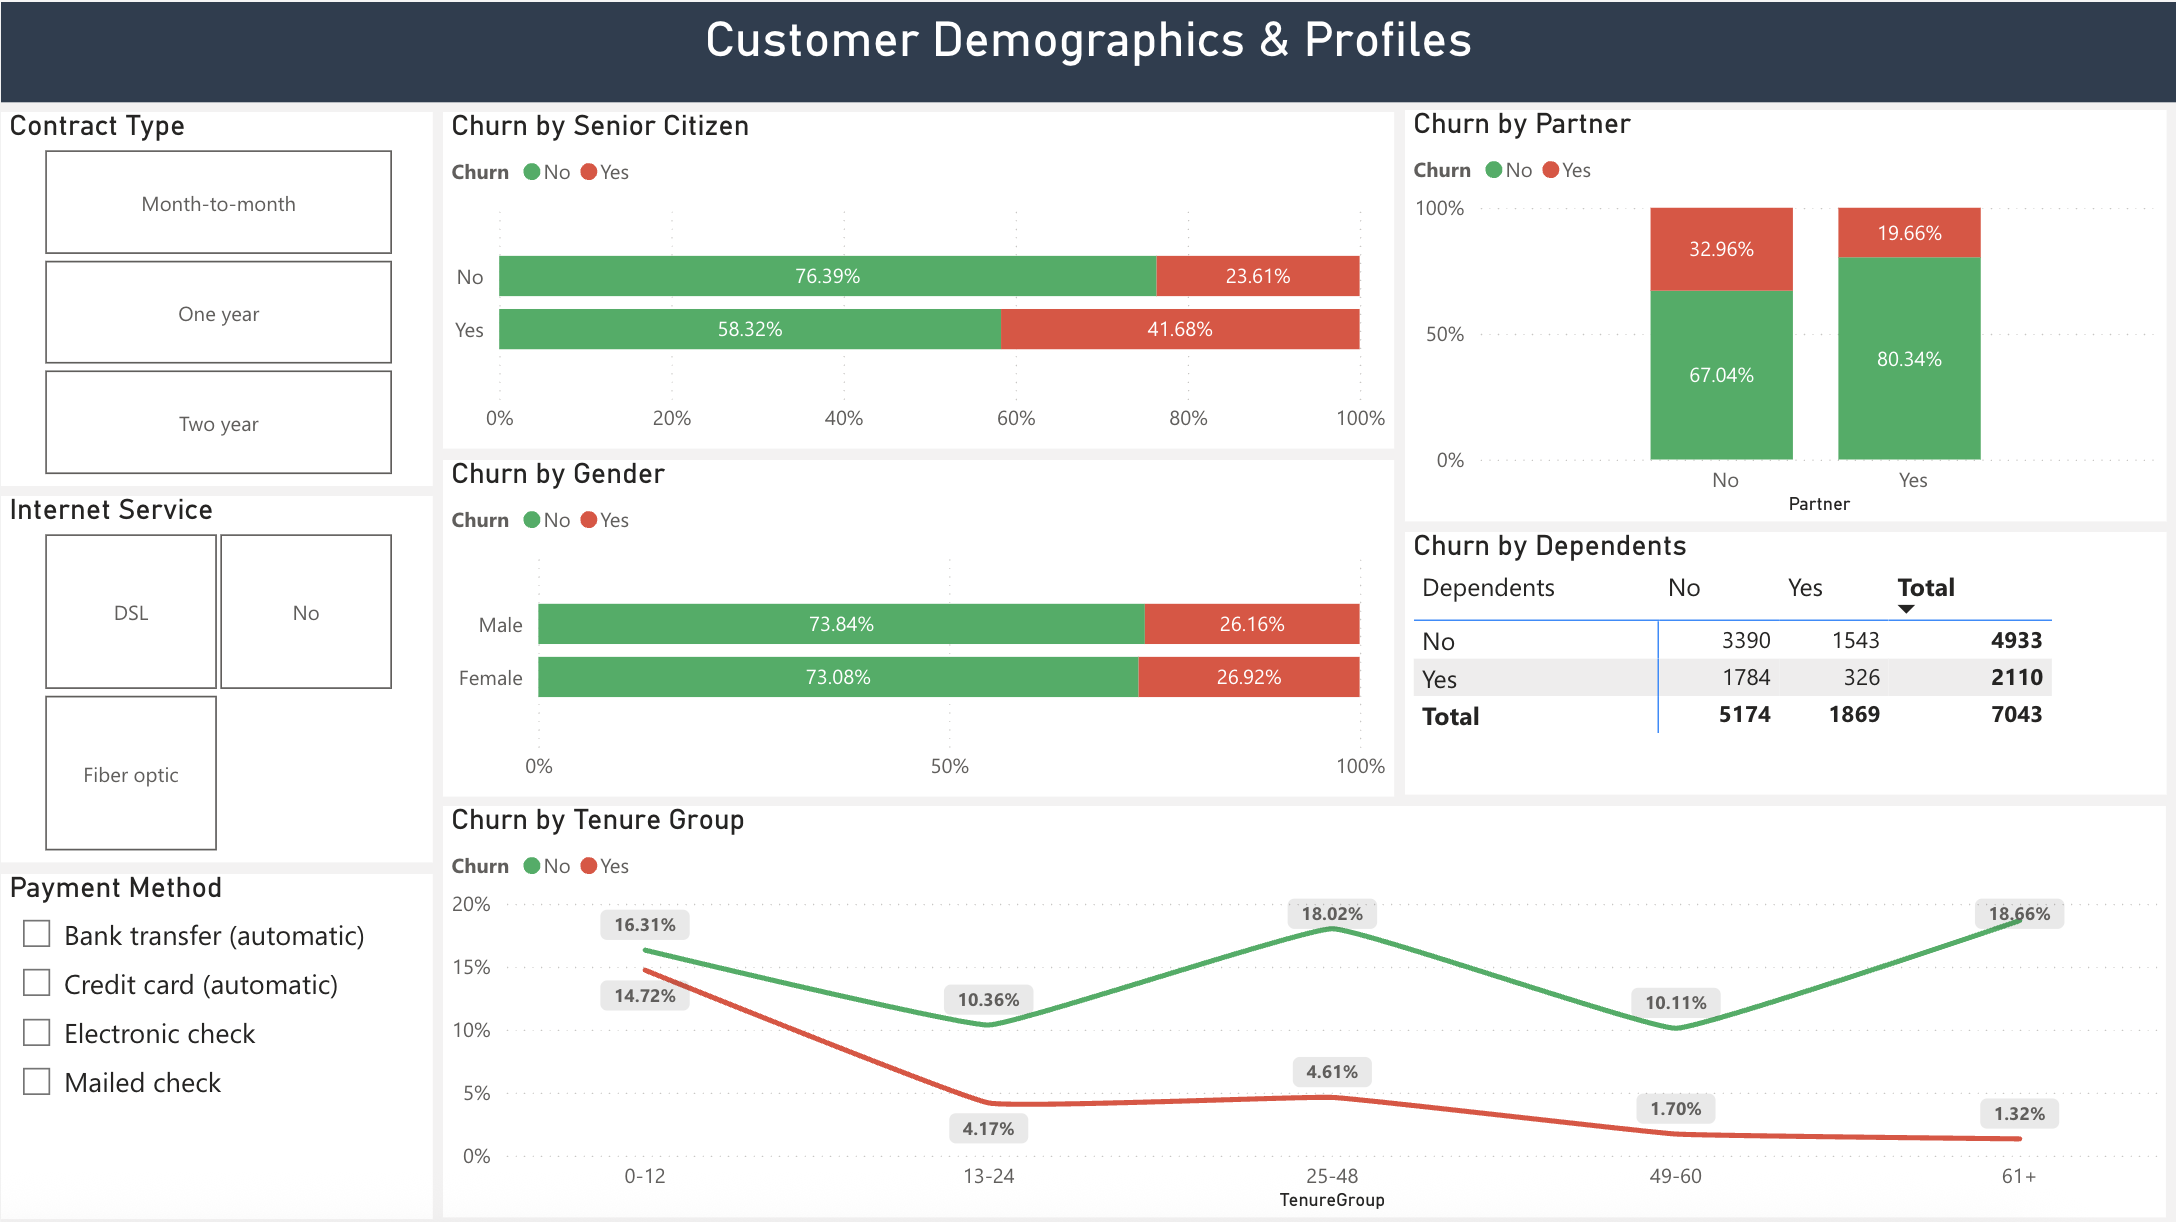 Customer Demographics & Profiles
Contract Type
Month-to-month
One year
Two year
Internet Service
DSL
No
Fiber optic
Payment Method
Bank transfer (automatic)
Credit card (automatic)
Electronic check
Mailed check
Churn by Senior Citizen
Churn No Yes
No 76.39% 23.61%
Yes 58.32% 41.68%
0% 20% 40% 60% 80% 100%
Churn by Gender
Churn No Yes
Male 73.84% 26.16%
Female 73.08% 26.92%
0% 50% 100%
Churn by Partner
Churn No Yes
100%
50%
0%
32.96% 19.66%
67.04% 80.34%
No Yes
Partner
Churn by Dependents
Dependents No Yes Total
No 3390 1543 4933
Yes 1784 326 2110
Total 5174 1869 7043
Churn by Tenure Group
Churn No Yes
20%
15%
10%
5%
0%
16.31% 10.36% 18.02% 10.11% 18.66%
14.72% 4.17% 4.61% 1.70% 1.32%
0-12 13-24 25-48 49-60 61+
TenureGroup